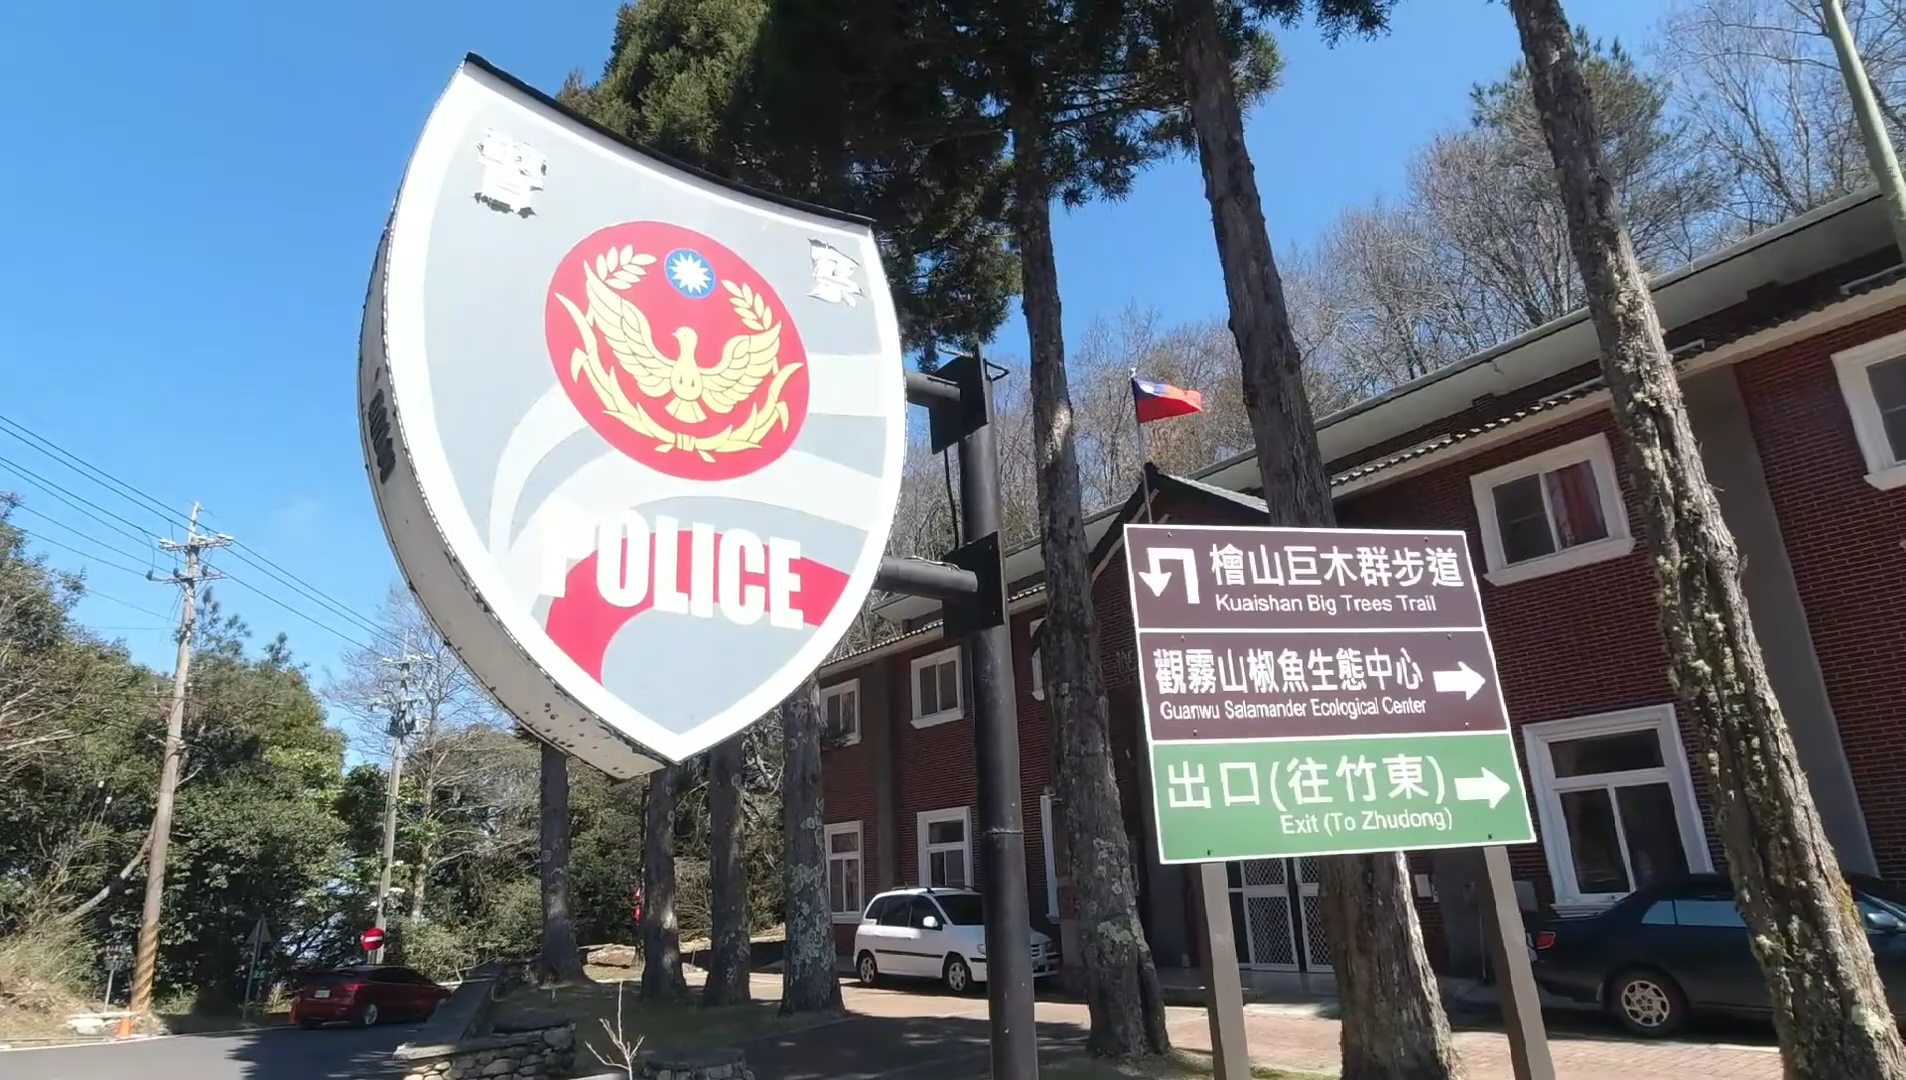 警 察
POLICE
檜山巨木群步道
Kuaishan Big Trees Trail
觀霧山椒魚生態中心
Guanwu Salamander Ecological Center
出口(往竹東)
Exit (To Zhudong)